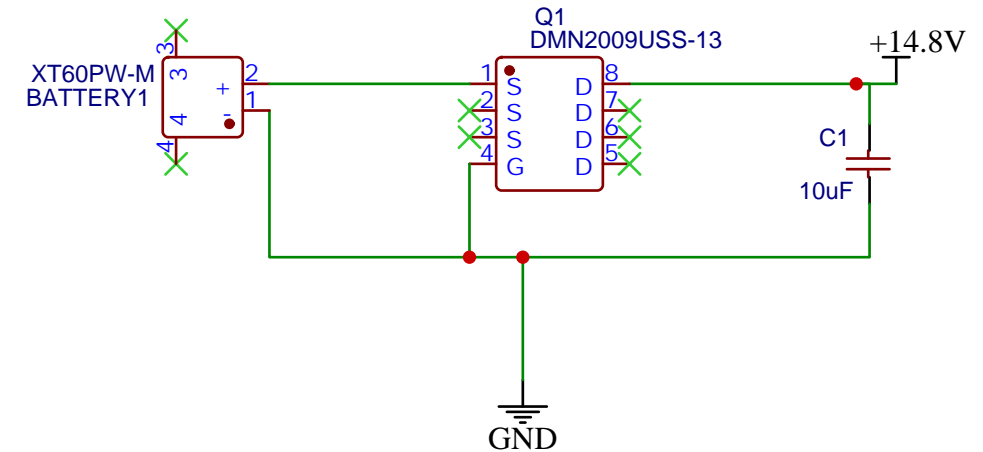 Q1
DMN2009USS-13
+14.8V
XT60PW-M
BATTERY1
3
3
4
4
+
-
2
1
1
S
2
S
3
S
4
G
8
D
7
D
6
D
5
D
C1
10uF
GND